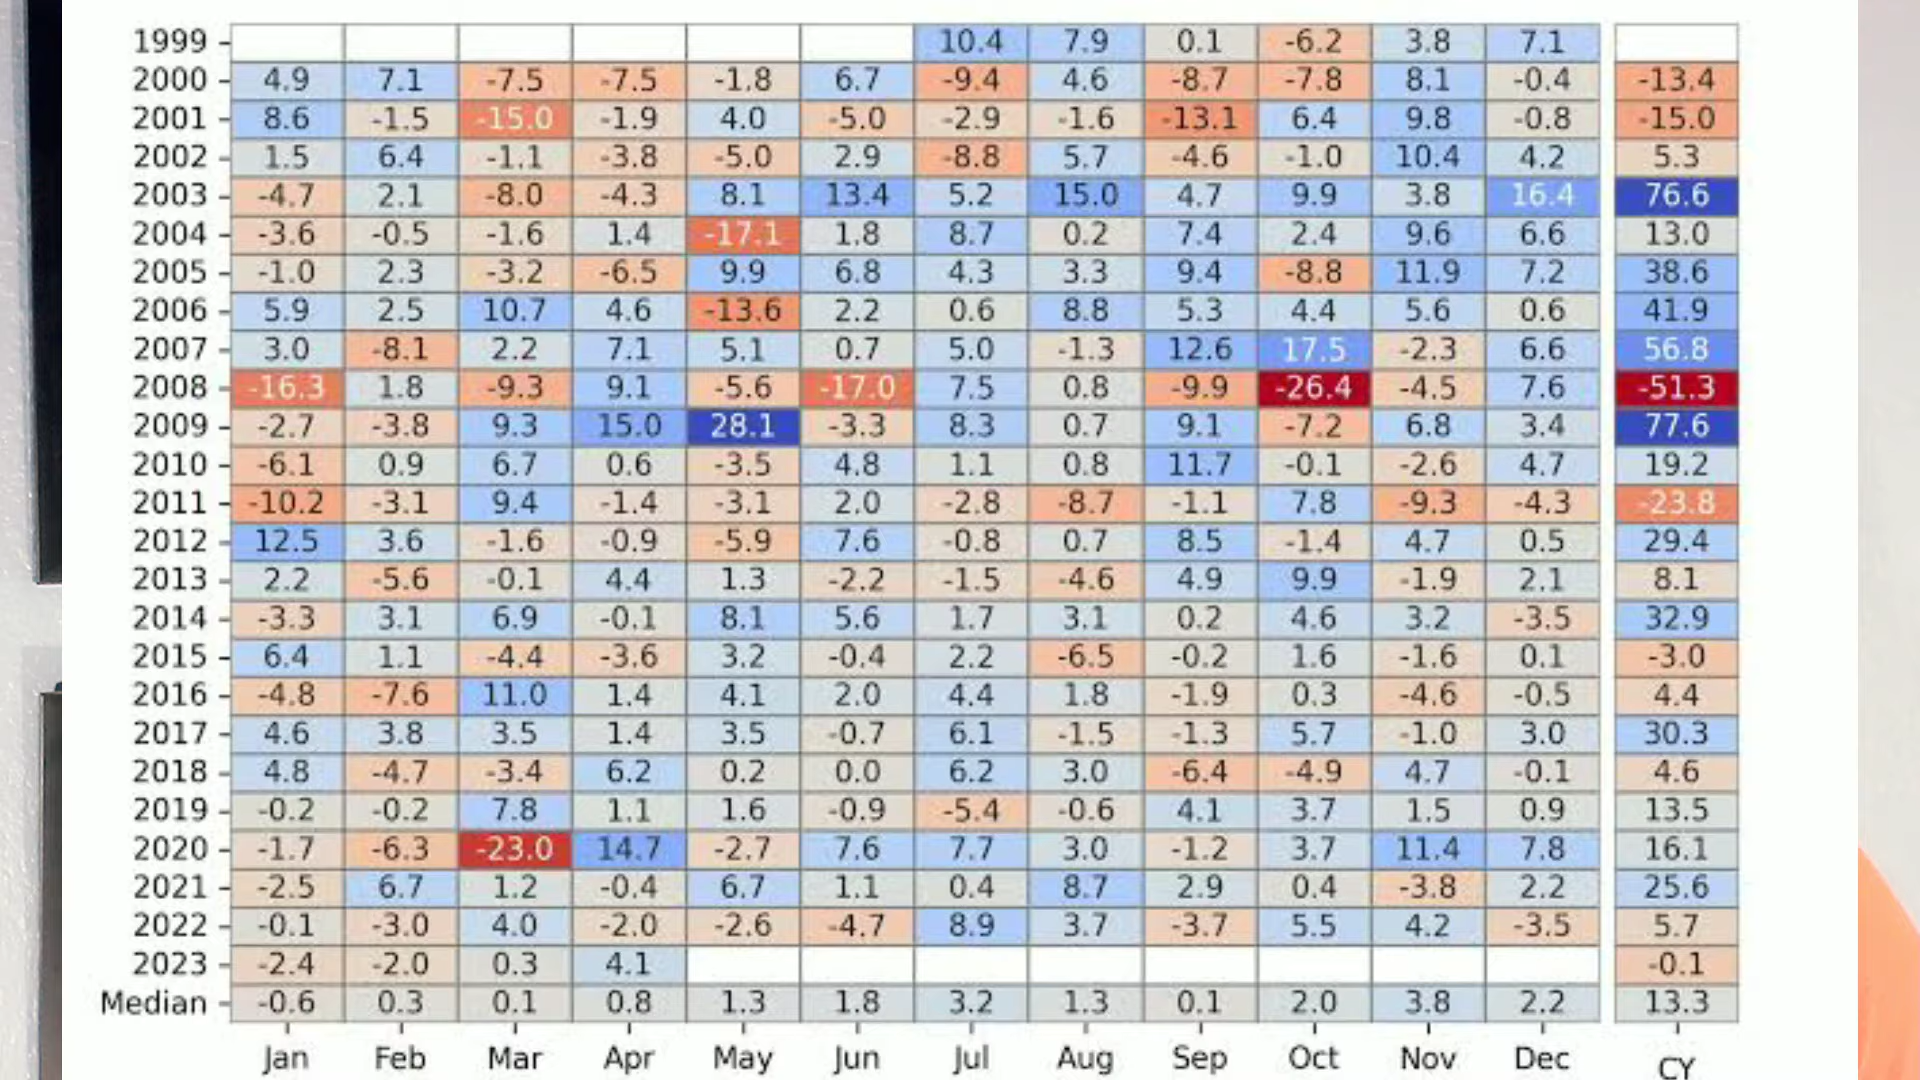 1999 10.4 7.9 0.1 -6.2 3.8 7.1
2000 4.9 7.1 -7.5 -7.5 -1.8 6.7 -9.4 4.6 -8.7 -7.8 8.1 -0.4 -13.4
2001 8.6 -1.5 -15.0 -1.9 4.0 -5.0 -2.9 -1.6 -13.1 6.4 9.8 -0.8 -15.0
2002 1.5 6.4 -1.1 -3.8 -5.0 2.9 -8.8 5.7 -4.6 -1.0 10.4 4.2 5.3
2003 -4.7 2.1 -8.0 -4.3 8.1 13.4 5.2 15.0 4.7 9.9 3.8 16.4 76.6
2004 -3.6 -0.5 -1.6 1.4 -17.1 1.8 8.7 0.2 7.4 2.4 9.6 6.6 13.0
2005 -1.0 2.3 -3.2 -6.5 9.9 6.8 4.3 3.3 9.4 -8.8 11.9 7.2 38.6
2006 5.9 2.5 10.7 4.6 -13.6 2.2 0.6 8.8 5.3 4.4 5.6 0.6 41.9
2007 3.0 -8.1 2.2 7.1 5.1 0.7 5.0 -1.3 12.6 17.5 -2.3 6.6 56.8
2008 -16.3 1.8 -9.3 9.1 -5.6 -17.0 7.5 0.8 -9.9 -26.4 -4.5 7.6 -51.3
2009 -2.7 -3.8 9.3 15.0 28.1 -3.3 8.3 0.7 9.1 -7.2 6.8 3.4 77.6
2010 -6.1 0.9 6.7 0.6 -3.5 4.8 1.1 0.8 11.7 -0.1 -2.6 4.7 19.2
2011 -10.2 -3.1 9.4 -1.4 -3.1 2.0 -2.8 -8.7 -1.1 7.8 -9.3 -4.3 -23.8
2012 12.5 3.6 -1.6 -0.9 -5.9 7.6 -0.8 0.7 8.5 -1.4 4.7 0.5 29.4
2013 2.2 -5.6 -0.1 4.4 1.3 -2.2 -1.5 -4.6 4.9 9.9 -1.9 2.1 8.1
2014 -3.3 3.1 6.9 -0.1 8.1 5.6 1.7 3.1 0.2 4.6 3.2 -3.5 32.9
2015 6.4 1.1 -4.4 -3.6 3.2 -0.4 2.2 -6.5 -0.2 1.6 -1.6 0.1 -3.0
2016 -4.8 -7.6 11.0 1.4 4.1 2.0 4.4 1.8 -1.9 0.3 -4.6 -0.5 4.4
2017 4.6 3.8 3.5 1.4 3.5 -0.7 6.1 -1.5 -1.3 5.7 -1.0 3.0 30.3
2018 4.8 -4.7 -3.4 6.2 0.2 0.0 6.2 3.0 -6.4 -4.9 4.7 -0.1 4.6
2019 -0.2 -0.2 7.8 1.1 1.6 -0.9 -5.4 -0.6 4.1 3.7 1.5 0.9 13.5
2020 -1.7 -6.3 -23.0 14.7 -2.7 7.6 7.7 3.0 -1.2 3.7 11.4 7.8 16.1
2021 -2.5 6.7 1.2 -0.4 6.7 1.1 0.4 8.7 2.9 0.4 -3.8 2.2 25.6
2022 -0.1 -3.0 4.0 -2.0 -2.6 -4.7 8.9 3.7 -3.7 5.5 4.2 -3.5 5.7
2023 -2.4 -2.0 0.3 4.1 -0.1
Median -0.6 0.3 0.1 0.8 1.3 1.8 3.2 1.3 0.1 2.0 3.8 2.2 13.3
Jan Feb Mar Apr May Jun Jul Aug Sep Oct Nov Dec CY